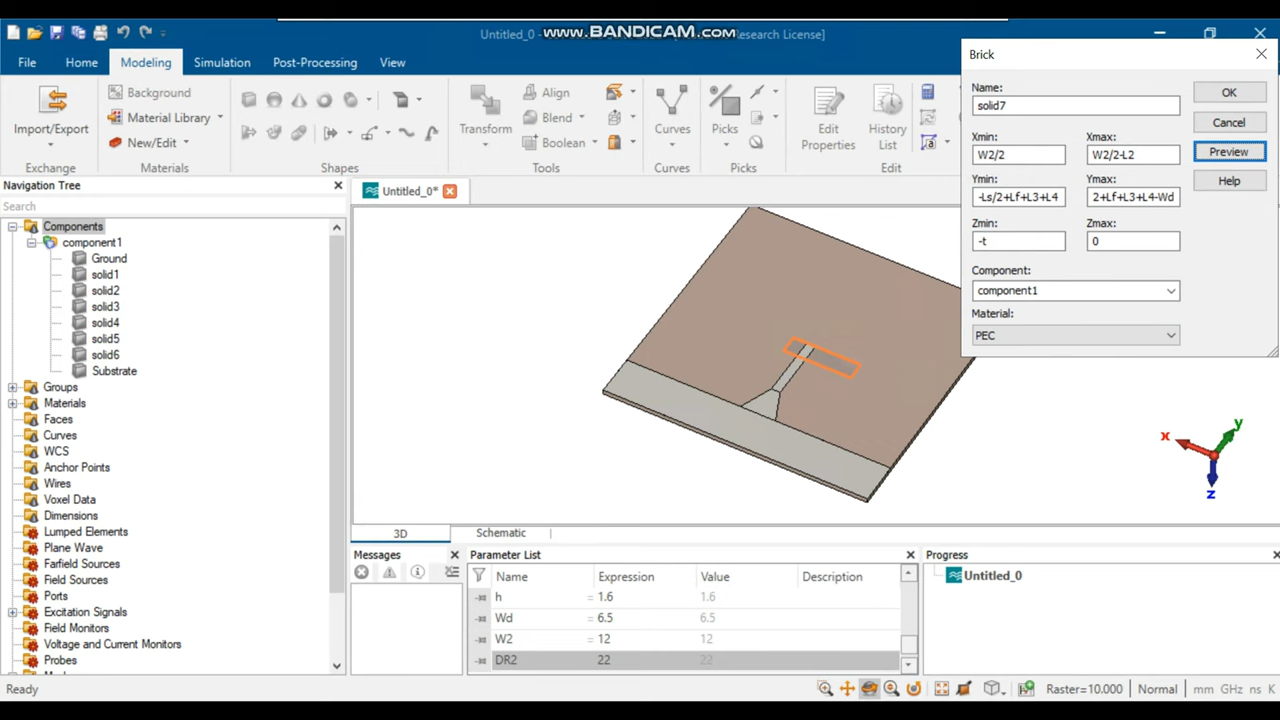 Untitled_0 - 
www.BANDICAM.com
Research License]
File Home Modeling Simulation Post-Processing View
Import/Export
Exchange
Background
Material Library
New/Edit
Materials
Shapes
Transform
Align
Blend
Boolean
Tools
Curves
Curves
Picks
Picks
Edit Properties
History List
Edit
Navigation Tree
Search
Components
component1
Ground
solid1
solid2
solid3
solid4
solid5
solid6
Substrate
Groups
Materials
Faces
Curves
WCS
Anchor Points
Wires
Voxel Data
Dimensions
Lumped Elements
Plane Wave
Farfield Sources
Field Sources
Ports
Excitation Signals
Field Monitors
Voltage and Current Monitors
Probes
Untitled_0*
x y z
3D Schematic
Brick
Name:
solid7
OK
Xmin: Xmax:
W2/2 W2/2-L2
Cancel
Preview
Help
Ymin: Ymax:
-Ls/2+Lf+L3+L4 2+Lf+L3+L4-Wd
Zmin: Zmax:
-t 0
Component:
component1
Material:
PEC
Messages
Parameter List
Name Expression Value Description
h = 1.6 1.6
Wd = 6.5 6.5
W2 = 12 12
DR2 22 22
Progress
Untitled_0
Ready
Raster=10.000 Normal mm GHz ns K